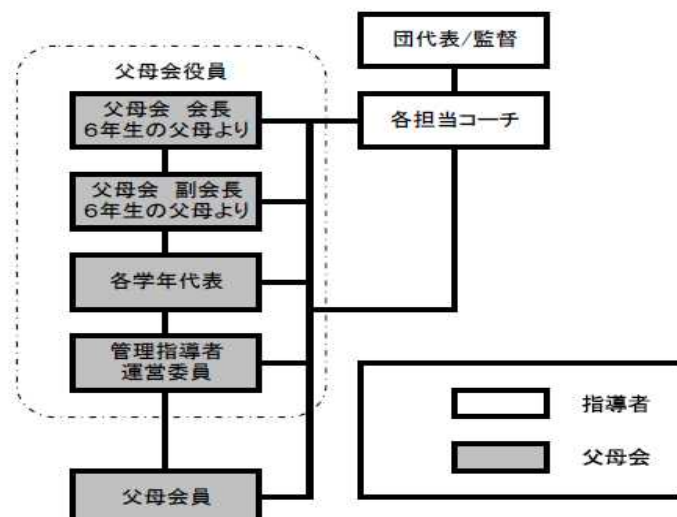 団代表/監督
父母会役員
父母会 会長
6年生の父母より
各担当コーチ
父母会 副会長
6年生の父母より
各学年代表
管理指導者
運営委員
父母会員
指導者
父母会